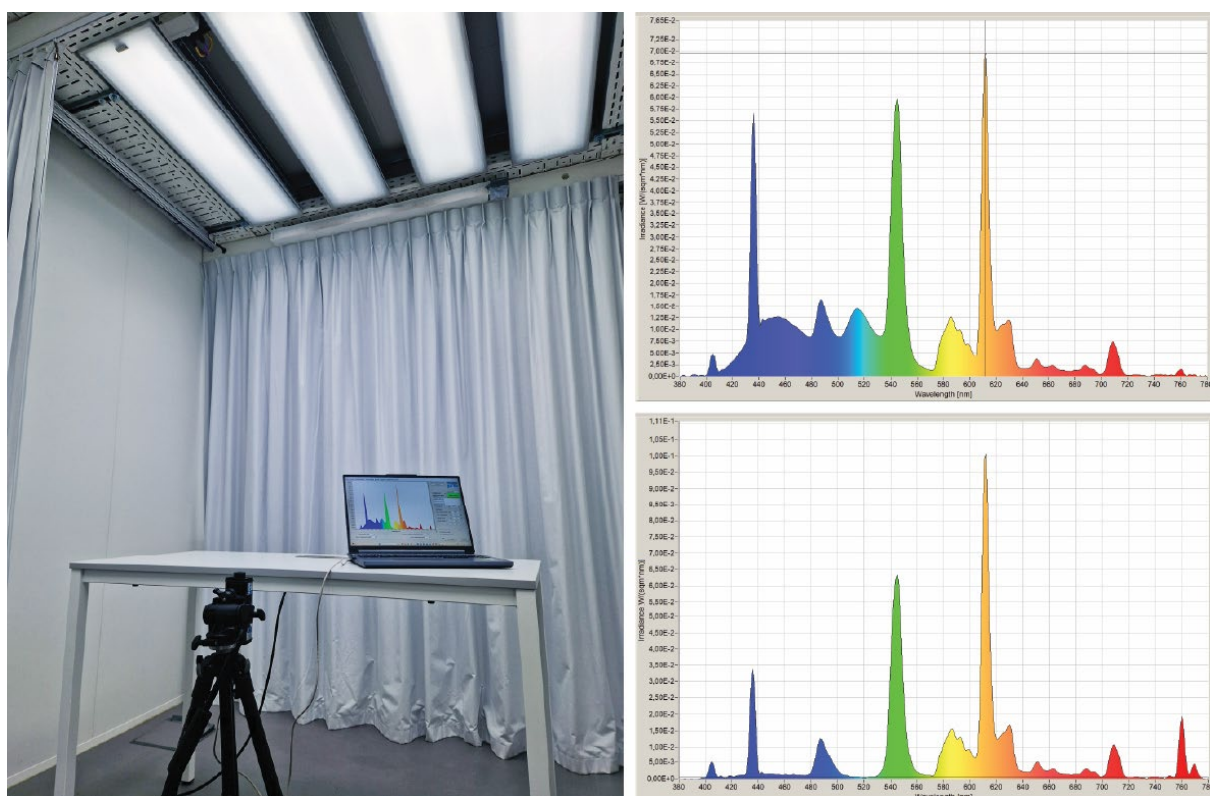 7,65E-2
7,25E-2
7,00E-2
6,75E-2
6,50E-2
6,25E-2
6,00E-2
5,75E-2
5,50E-2
5,25E-2
5,00E-2
4,75E-2
4,50E-2
4,25E-2
4,00E-2
3,75E-2
3,50E-2
3,25E-2
3,00E-2
2,75E-2
2,50E-2
2,25E-2
2,00E-2
1,75E-2
1,50E-2
1,25E-2
1,00E-2
7,50E-3
5,00E-3
2,50E-3
0,00E+0
Irradiance [W/(sqm*nm)]
380 400 420 440 460 480 500 520 540 560 580 600 620 640 660 680 700 720 740 760 780
Wavelength [nm]
1,11E-1
1,05E-1
1,00E-1
9,50E-2
9,00E-2
8,50E-2
8,00E-2
7,50E-2
7,00E-2
6,50E-2
6,00E-2
5,50E-2
5,00E-2
4,50E-2
4,00E-2
3,50E-2
3,00E-2
2,50E-2
2,00E-2
1,50E-2
1,00E-2
5,00E-3
0,00E+0
Irradiance W/(sqm*nm)]
380 400 420 440 460 480 500 520 540 560 580 600 620 640 660 680 700 720 740 760